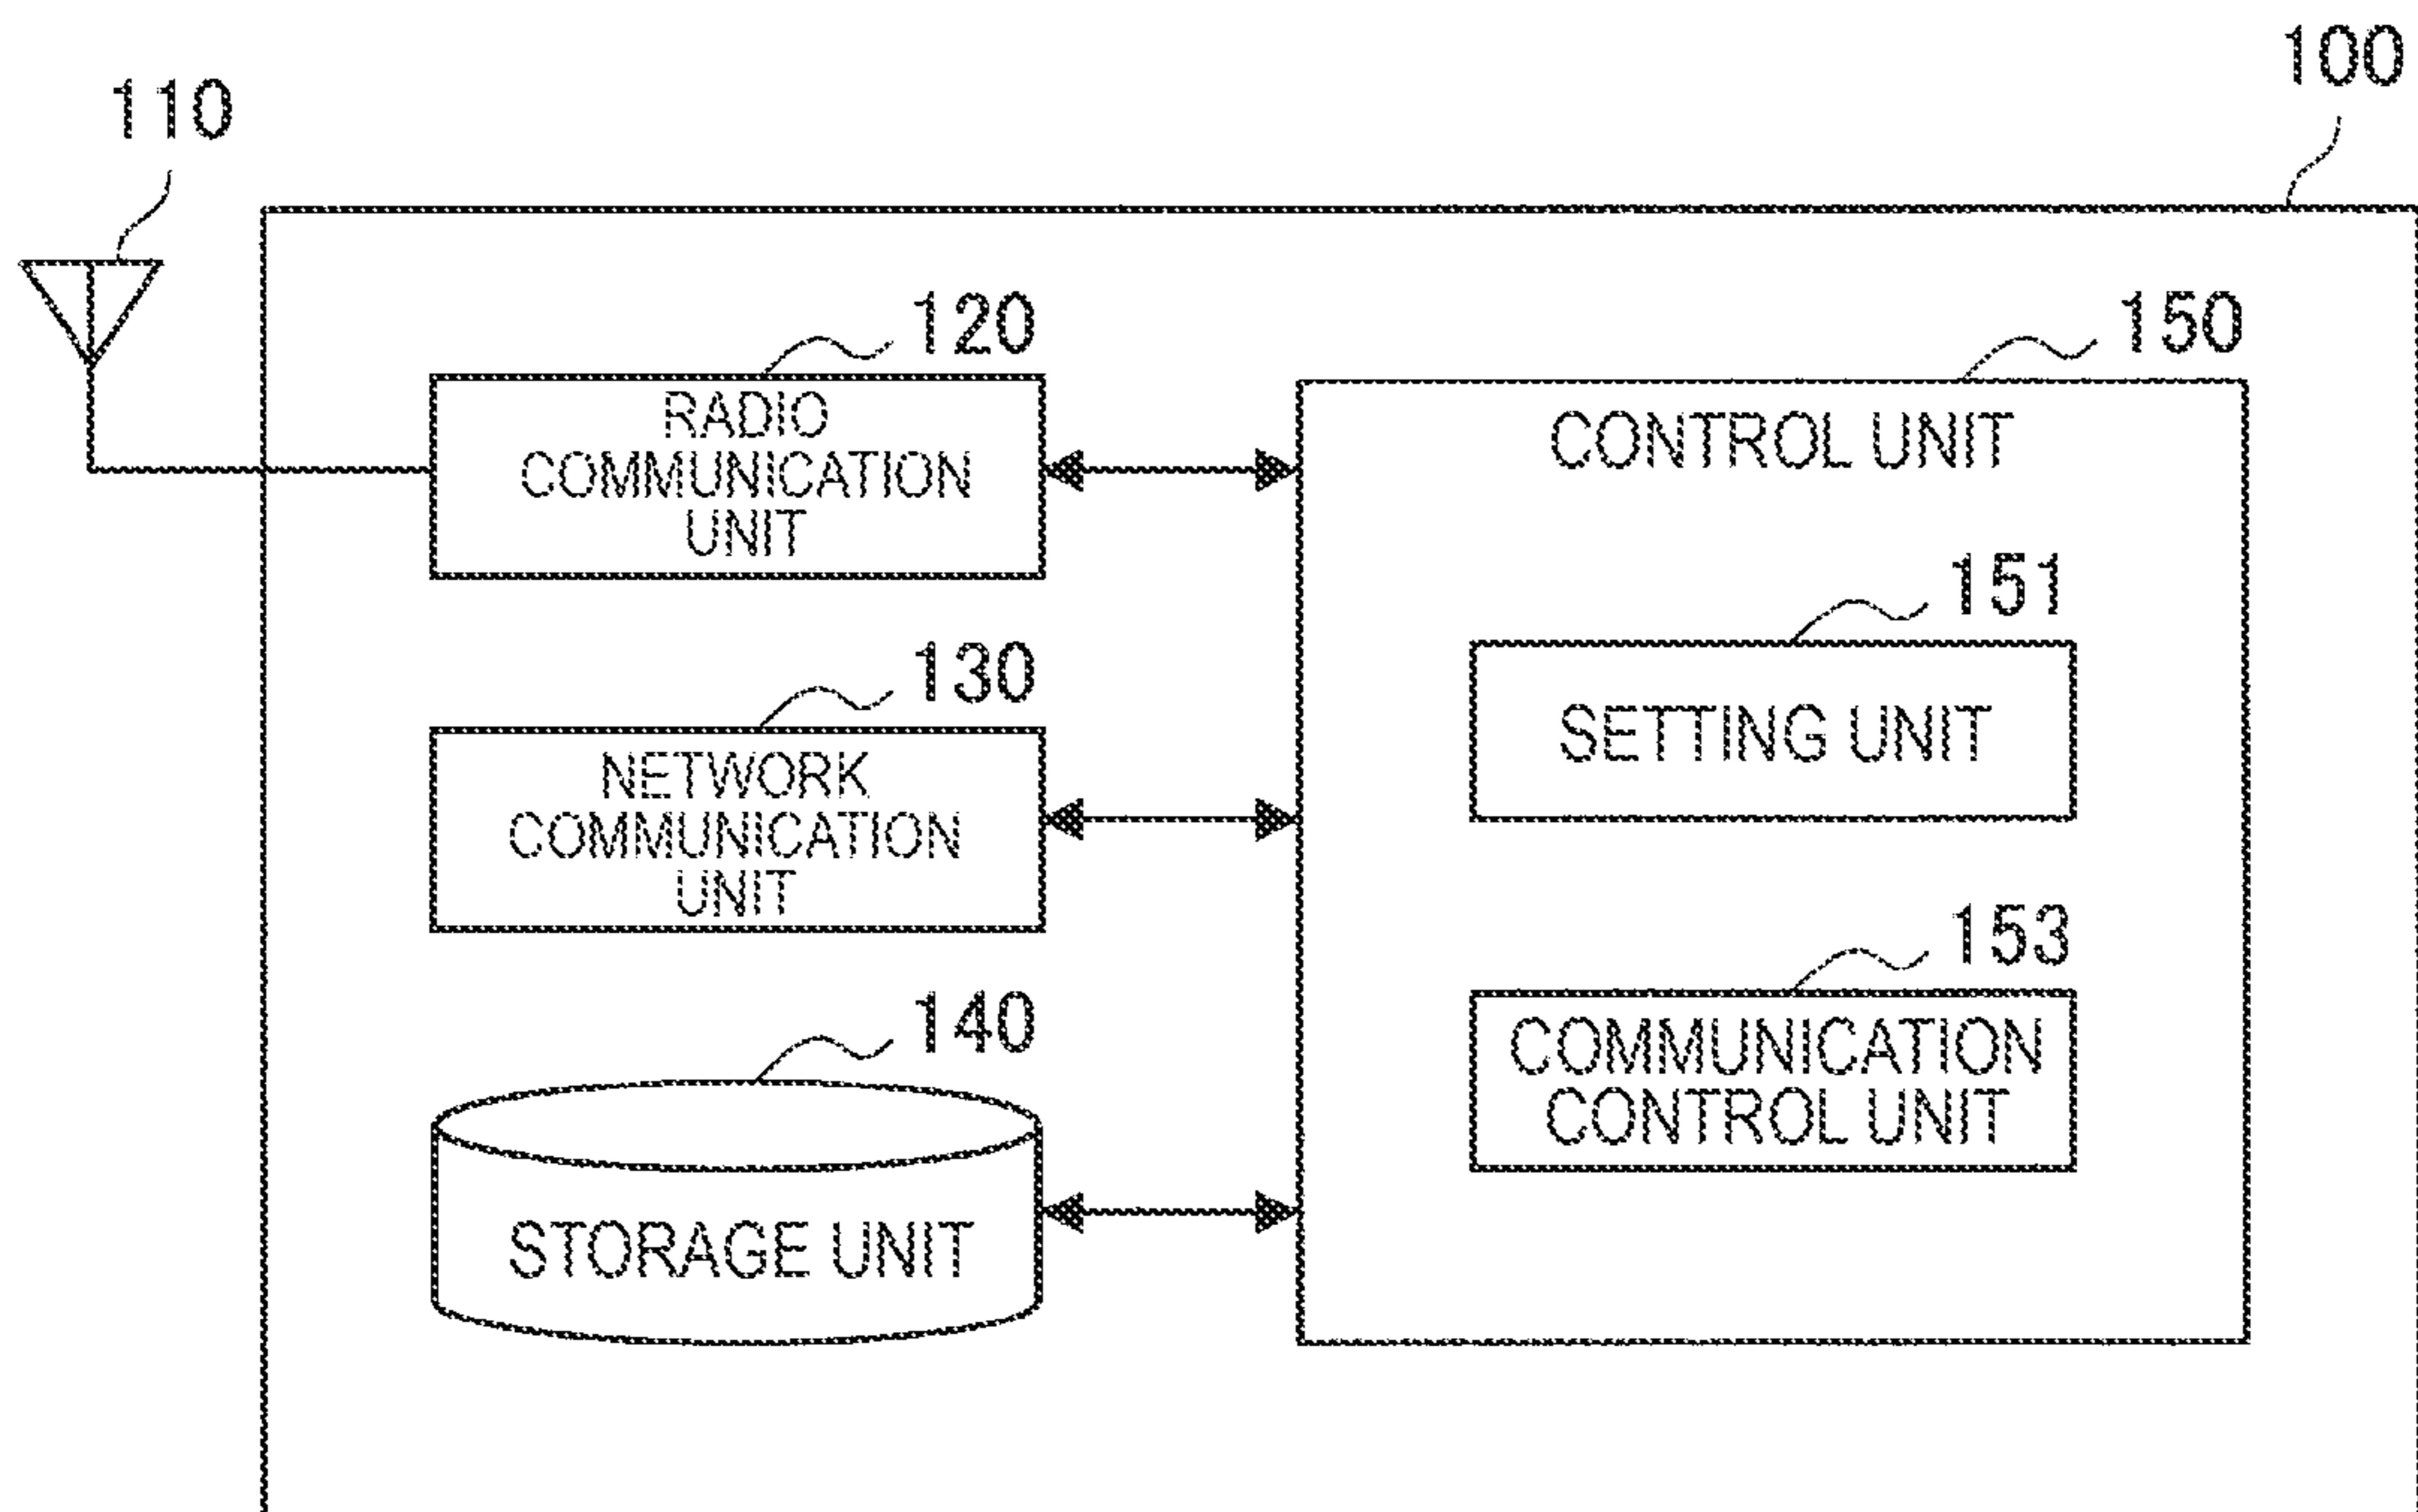 100
110
120
RADIO
COMMUNICATION
UNIT
130
NETWORK
COMMUNICATION
UNIT
140
STORAGE UNIT
150
CONTROL UNIT
151
SETTING UNIT
153
COMMUNICATION
CONTROL UNIT